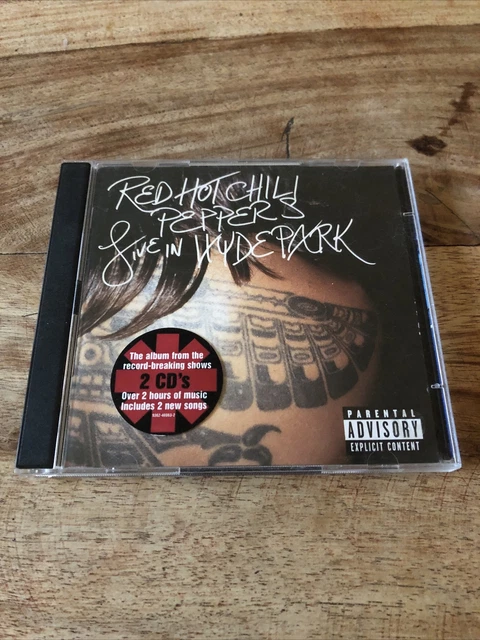 RED HOT CHILI
PEPPERS
LIVE IN HYDE PARK
The album from the
record-breaking shows
2 CD's
Over 2 hours of music
Includes 2 new songs
PARENTAL
ADVISORY
EXPLICIT CONTENT